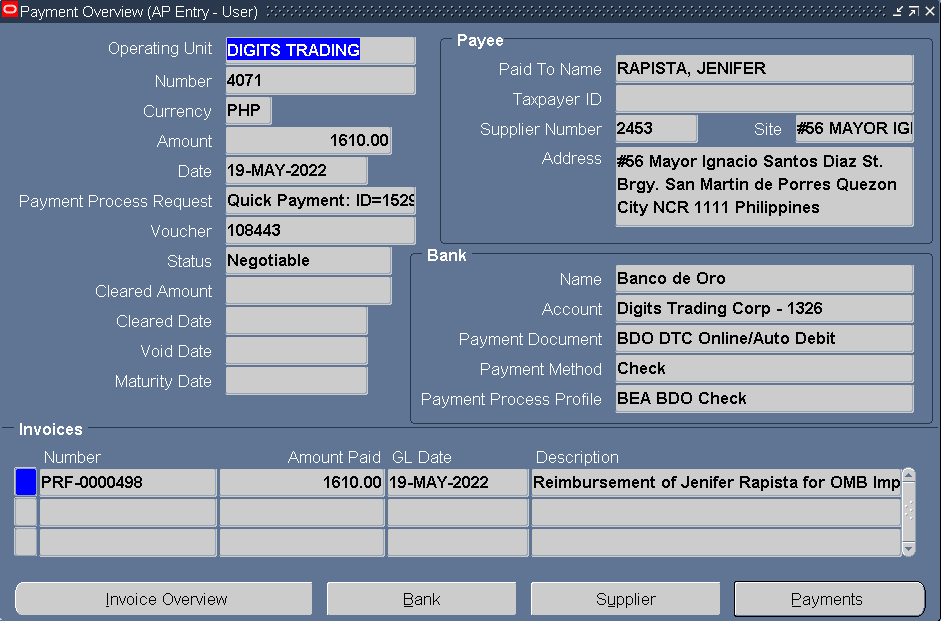 Payment Overview (AP Entry - User)
Operating Unit DIGITS TRADING
Number 4071
Currency PHP
Amount 1610.00
Date 19-MAY-2022
Payment Process Request Quick Payment: ID=1529
Voucher 108443
Status Negotiable
Cleared Amount
Cleared Date
Void Date
Maturity Date
Payee
Paid To Name RAPISTA, JENIFER
Taxpayer ID
Supplier Number 2453 Site #56 MAYOR IGI
Address #56 Mayor Ignacio Santos Diaz St.
Brgy. San Martin de Porres Quezon
City NCR 1111 Philippines
Bank
Name Banco de Oro
Account Digits Trading Corp - 1326
Payment Document BDO DTC Online/Auto Debit
Payment Method Check
Payment Process Profile BEA BDO Check
Invoices
Number Amount Paid GL Date Description
PRF-0000498 1610.00 19-MAY-2022 Reimbursement of Jenifer Rapista for OMB Imp
Invoice Overview Bank Supplier Payments